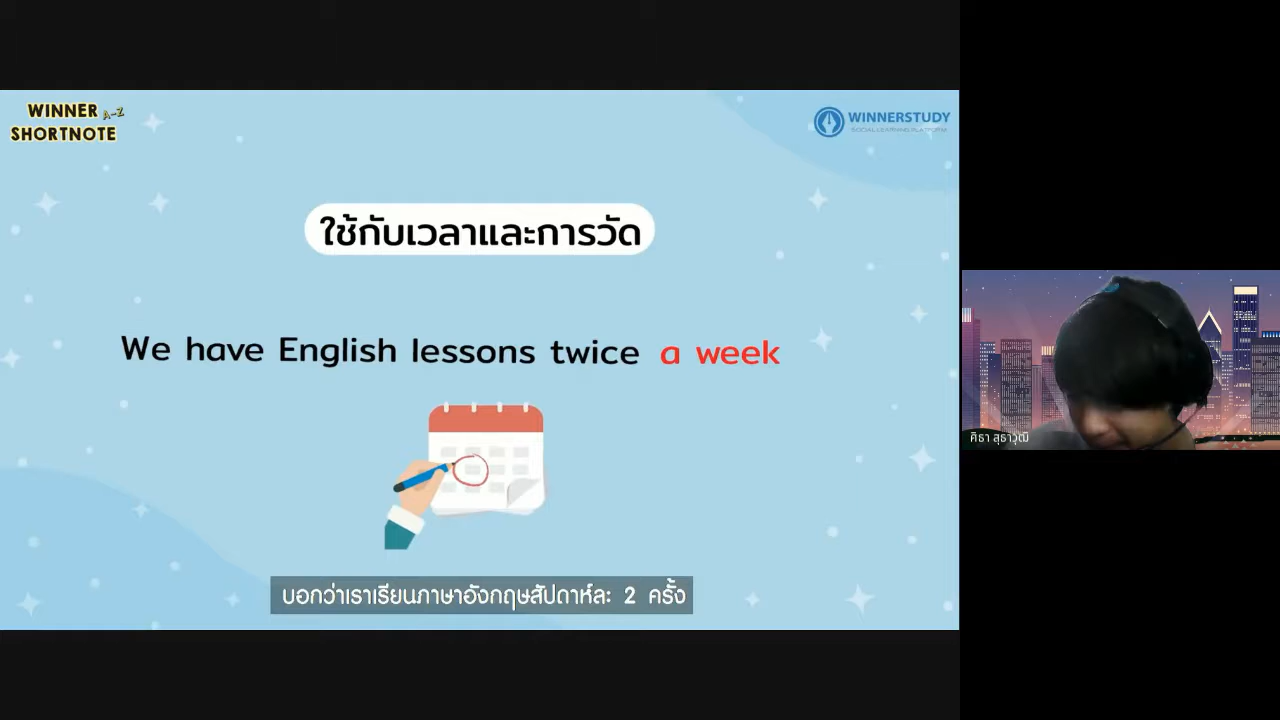 WINNER A-Z
SHORTNOTE
WINNERSTUDY
SOCIAL LEARNING PLATFORM
ใช้กับเวลาและการวัด
We have English lessons twice a week
บอกว่าเราเรียนภาษาอังกฤษสัปดาห์ละ 2 ครั้ง
ศิธา สุธาวุฒิ